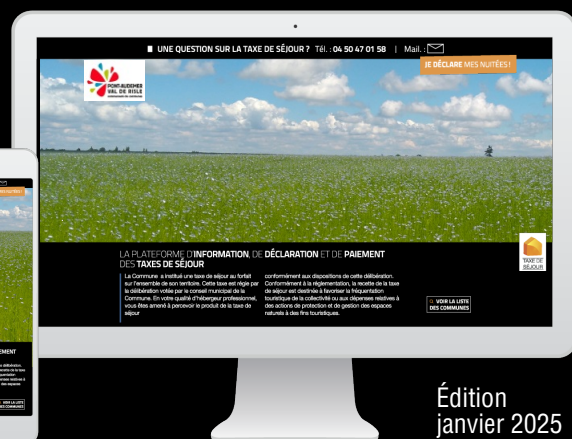 UNE QUESTION SUR LA TAXE DE SÉJOUR ? Tél. : 04 50 47 01 58 | Mail. :
JE DÉCLARE MES NUITÉES !
PONT-AUDEMER
VAL DE RISLE
LA PLATEFORME D'INFORMATION, DE DÉCLARATION ET DE PAIEMENT
DES TAXES DE SÉJOUR
La Commune a institué une taxe de séjour au forfait
sur l'ensemble de son territoire. Cette taxe est régie par
la délibération votée par le conseil municipal de la
Commune. En votre qualité d'hébergeur professionnel,
vous êtes amené à percevoir le produit de la taxe de
séjour
conformément aux dispositions de cette délibération.
Conformément à la réglementation, la recette de la taxe
de séjour est destinée à favoriser la fréquentation
touristique de la collectivité ou aux dépenses relatives à
des actions de protection et de gestion des espaces
naturels à des fins touristiques.
TAXE DE
SÉJOUR
VOIR LA LISTE
DES COMMUNES
EMENT
VOIR LA LISTE
DES COMMUNES
Édition
janvier 2025